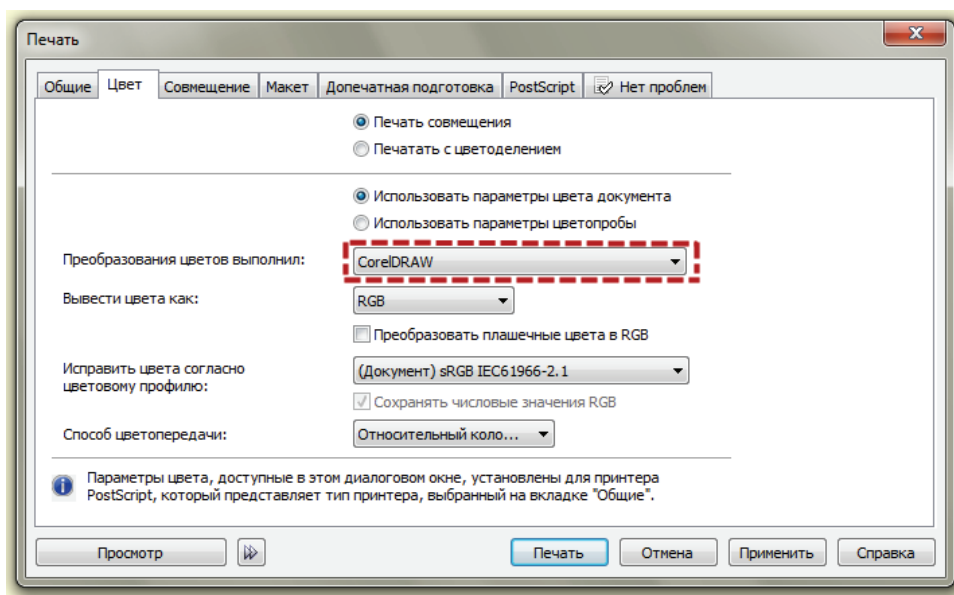 Печать
Общие Цвет Совмещение Макет Допечатная подготовка PostScript Нет проблем
Печать совмещения
Печатать с цветоделением
Использовать параметры цвета документа
Использовать параметры цветопробы
Преобразования цветов выполнил: CorelDRAW
Вывести цвета как: RGB
Преобразовать плашечные цвета в RGB
Исправить цвета согласно
цветовому профилю: (Документ) sRGB IEC61966-2.1
Сохранять числовые значения RGB
Способ цветопередачи: Относительный коло...
Параметры цвета, доступные в этом диалоговом окне, установлены для принтера
PostScript, который представляет тип принтера, выбранный на вкладке "Общие".
Просмотр Печать Отмена Применить Справка